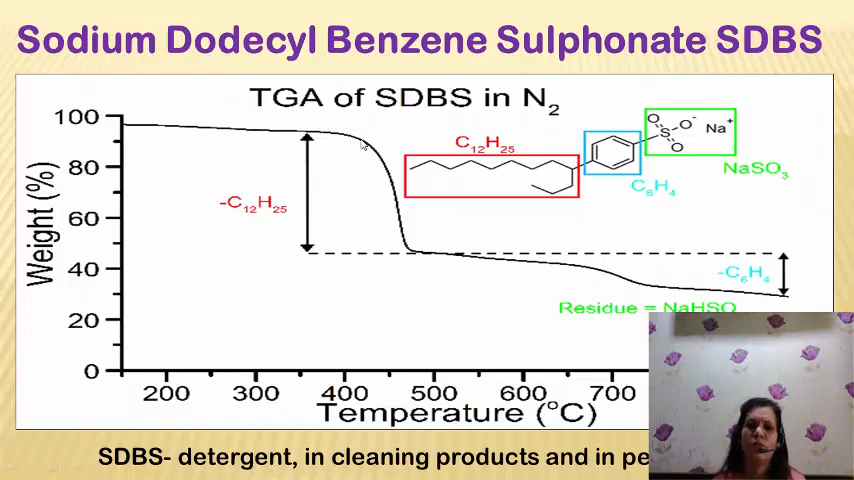 Sodium Dodecyl Benzene Sulphonate SDBS
TGA of SDBS in N2
C12H25
O
S
O-
Na+
O
NaSO3
C6H4
-C12H25
-C6H4
Residue = NaHSO
Weight (%)
100
80
60
40
20
0
200 300 400 500 600 700
Temperature (°C)
SDBS- detergent, in cleaning products and in